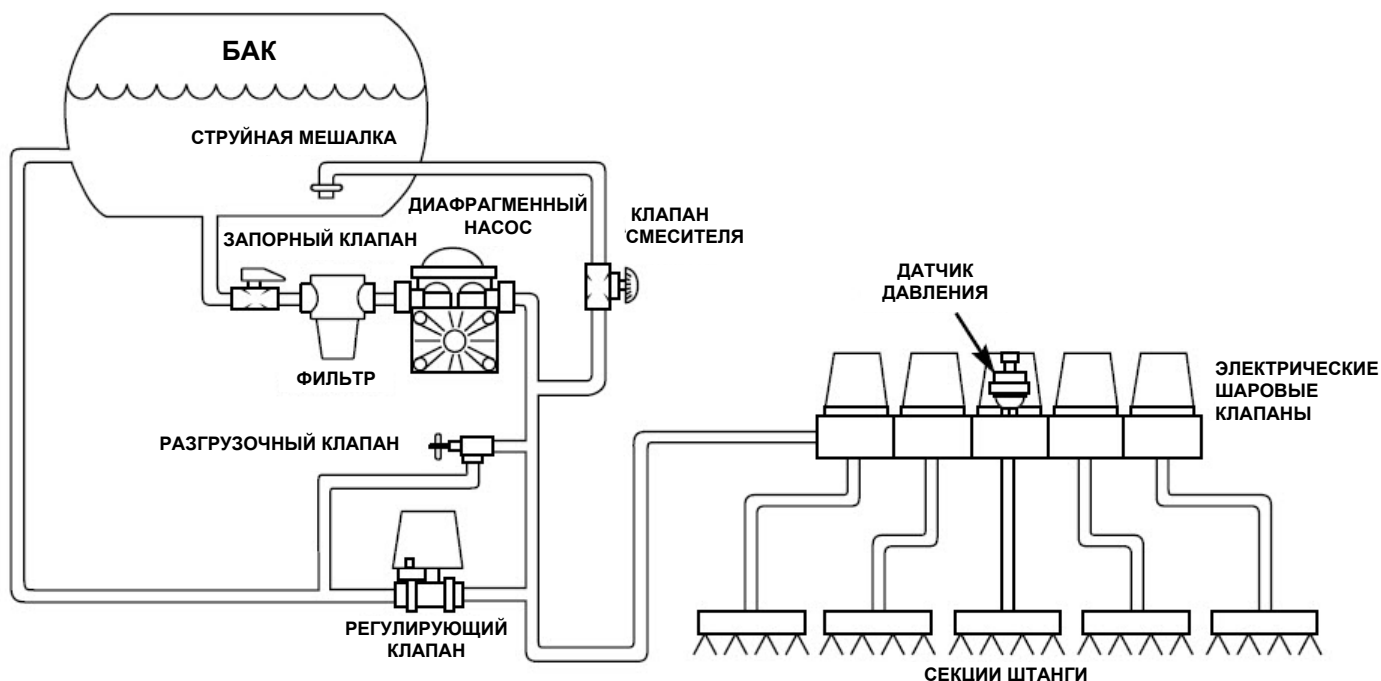 БАК
СТРУЙНАЯ МЕШАЛКА
ДИАФРАГМЕННЫЙ
НАСОС
КЛАПАН
СМЕСИТЕЛЯ
ЗАПОРНЫЙ КЛАПАН
ДАТЧИК
ДАВЛЕНИЯ
ФИЛЬТР
ЭЛЕКТРИЧЕСКИЕ
ШАРОВЫЕ
КЛАПАНЫ
РАЗГРУЗОЧНЫЙ КЛАПАН
РЕГУЛИРУЮЩИЙ
КЛАПАН
СЕКЦИИ ШТАНГИ